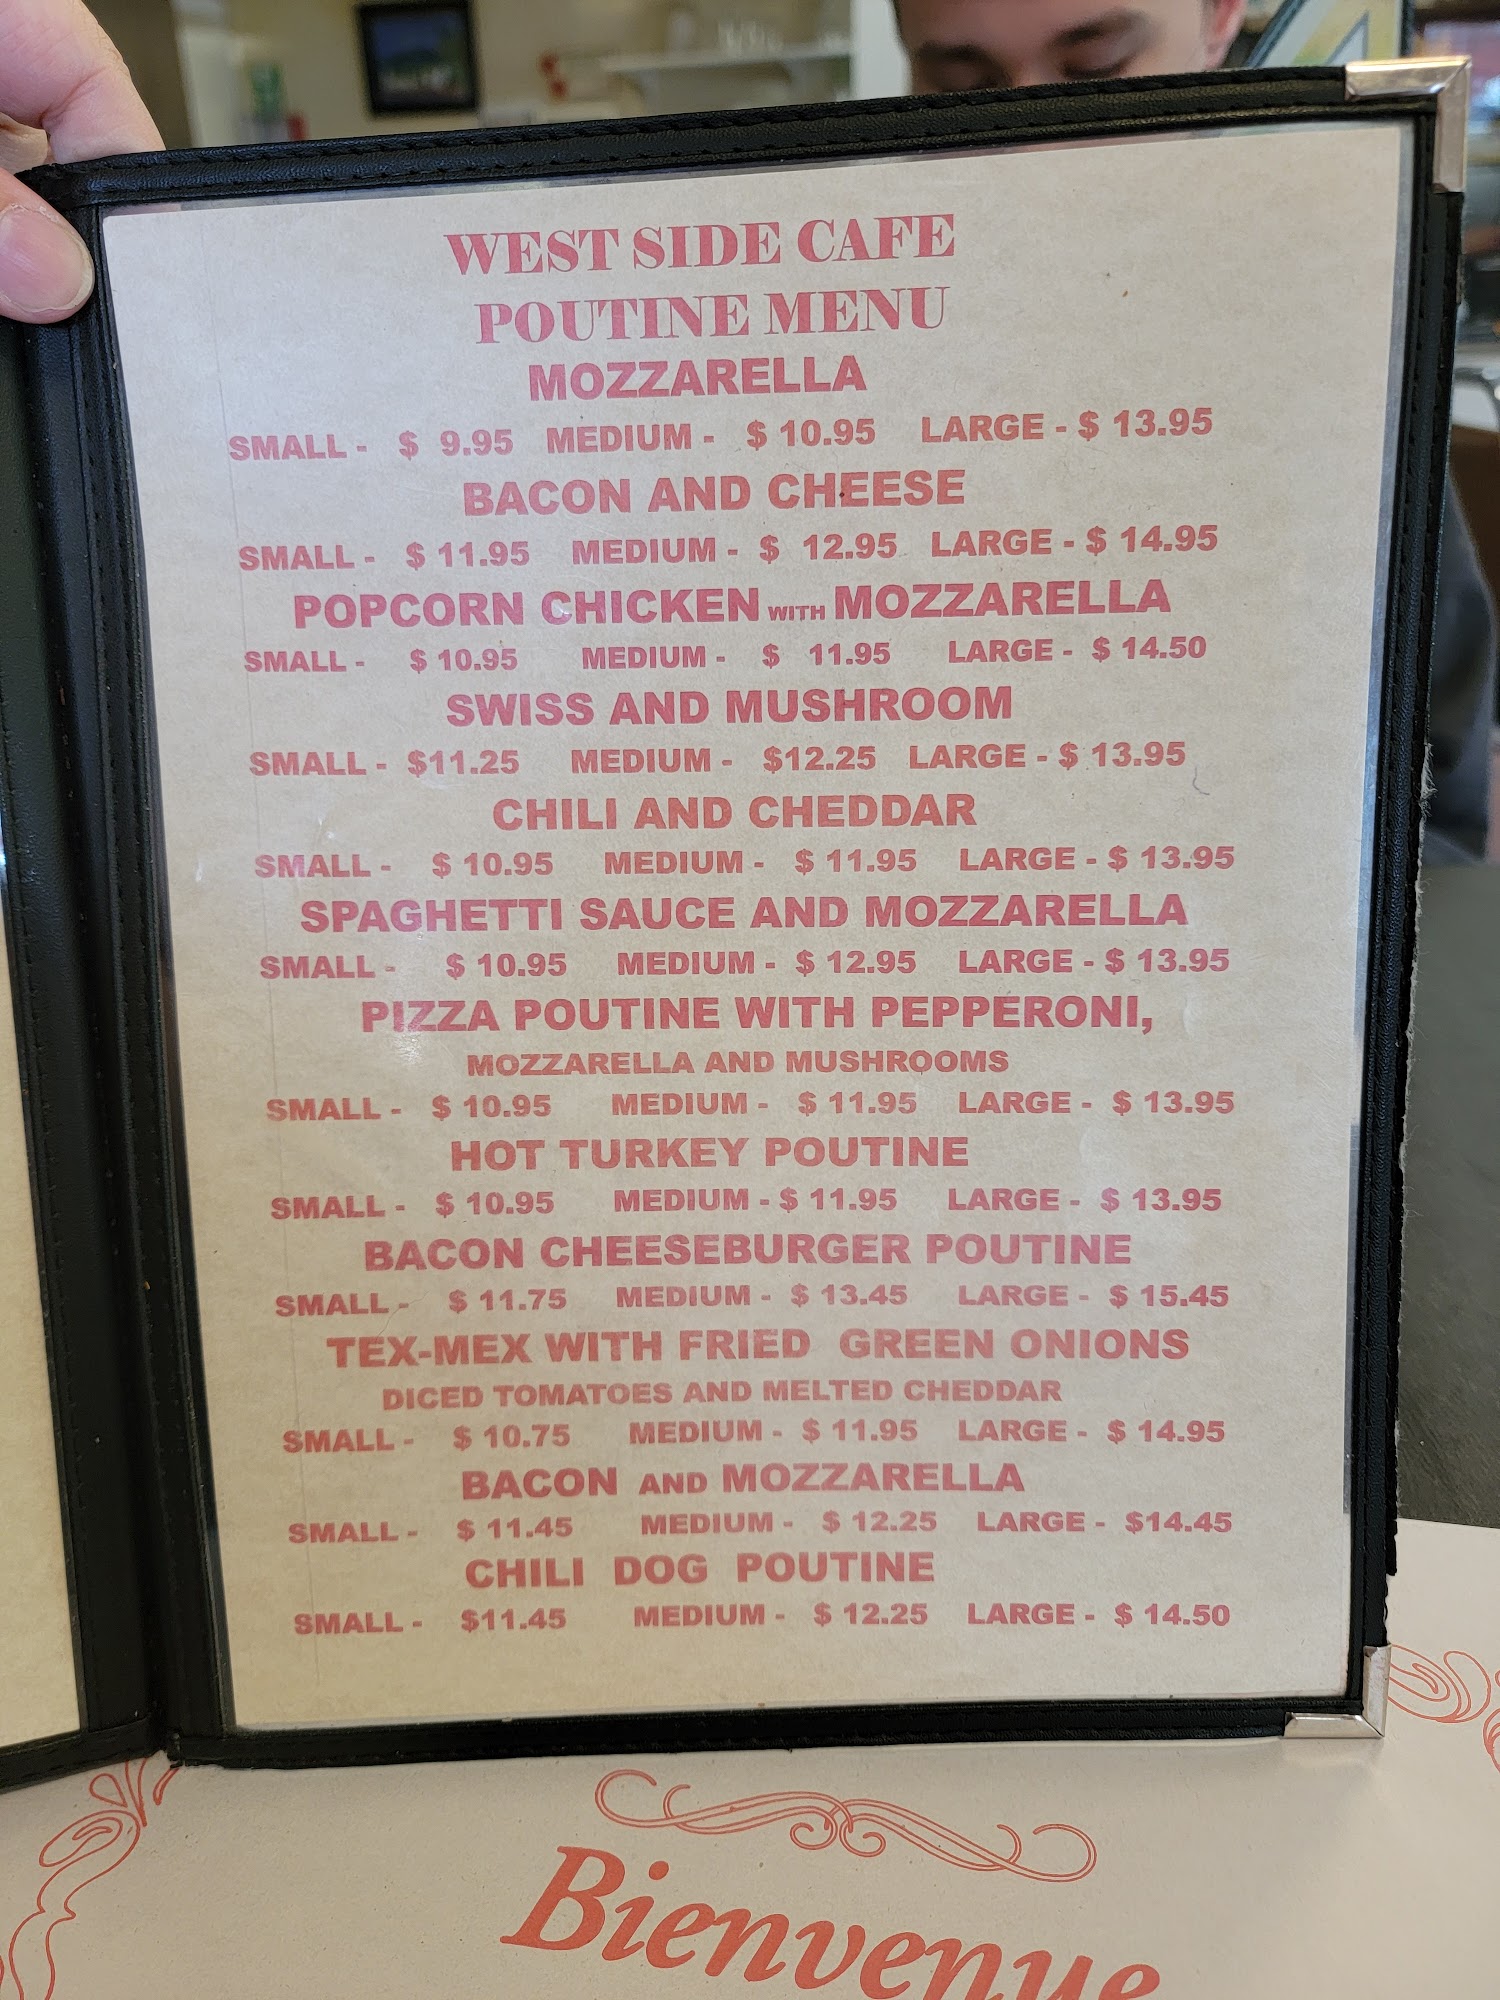 WEST SIDE CAFE
POUTINE MENU
MOZZARELLA
SMALL - $ 9.95 MEDIUM - $ 10.95 LARGE - $ 13.95
BACON AND CHEESE
SMALL - $ 11.95 MEDIUM - $ 12.95 LARGE - $ 14.95
POPCORN CHICKEN WITH MOZZARELLA
SMALL - $ 10.95 MEDIUM - $ 11.95 LARGE - $ 14.50
SWISS AND MUSHROOM
SMALL - $11.25 MEDIUM - $12.25 LARGE - $ 13.95
CHILI AND CHEDDAR
SMALL - $ 10.95 MEDIUM - $ 11.95 LARGE - $ 13.95
SPAGHETTI SAUCE AND MOZZARELLA
SMALL - $ 10.95 MEDIUM - $ 12.95 LARGE - $ 13.95
PIZZA POUTINE WITH PEPPERONI,
MOZZARELLA AND MUSHROOMS
SMALL - $ 10.95 MEDIUM - $ 11.95 LARGE - $ 13.95
HOT TURKEY POUTINE
SMALL - $ 10.95 MEDIUM - $ 11.95 LARGE - $ 13.95
BACON CHEESEBURGER POUTINE
SMALL - $ 11.75 MEDIUM - $ 13.45 LARGE - $ 15.45
TEX-MEX WITH FRIED GREEN ONIONS
DICED TOMATOES AND MELTED CHEDDAR
SMALL - $ 10.75 MEDIUM - $ 11.95 LARGE - $ 14.95
BACON AND MOZZARELLA
SMALL - $ 11.45 MEDIUM - $ 12.25 LARGE - $14.45
CHILI DOG POUTINE
SMALL - $11.45 MEDIUM - $ 12.25 LARGE - $ 14.50
Bienvenue